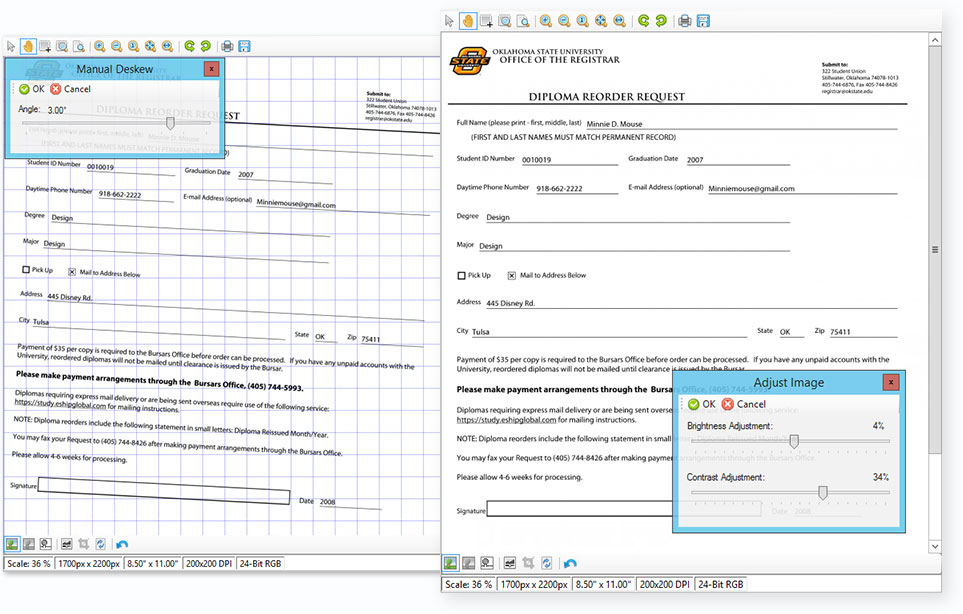 Manual Deskew
x
OK Cancel
Angle: 3.00°
DIPLOMA REORDER REQUEST
Submit to:
322 Student Union
Stillwater, Oklahoma 74078-1013
405-744-6876, Fax 405-744-8426
registrar@okstate.edu
Student ID Number 0010019 Graduation Date 2007
Daytime Phone Number 918-662-2222 E-mail Address (optional) Minniemouse@gmail.com
Degree Design
Major Design
Pick Up Mail to Address Below
Address 445 Disney Rd.
City Tulsa State OK Zip 75411
Payment of $35 per copy is required to the Bursars Office before order can be processed. If you have any unpaid accounts with the
University, reordered diplomas will not be mailed until clearance is issued by the Bursar.
Please make payment arrangements through the Bursars Office, (405) 744-5993.
Diplomas requiring express mail delivery or are being sent overseas require use of the following service:
https://study.eshipglobal.com for mailing instructions.
NOTE: Diploma reorders include the following statement in small letters: Diploma Reissued Month/Year.
You may fax your Request to (405) 744-8426 after making payment arrangements through the Bursars Office.
Please allow 4-6 weeks for processing.
Signature Date 2008
Scale: 36 % 1700px x 2200px 8.50" x 11.00" 200x200 DPI 24-Bit RGB
STATE
OKLAHOMA STATE UNIVERSITY
OFFICE OF THE REGISTRAR
Submit to:
322 Student Union
Stillwater, Oklahoma 74078-1013
405-744-6876, Fax 405-744-8426
registrar@okstate.edu
DIPLOMA REORDER REQUEST
Full Name (please print - first, middle, last) Minnie D. Mouse
(FIRST AND LAST NAMES MUST MATCH PERMANENT RECORD)
Student ID Number 0010019 Graduation Date 2007
Daytime Phone Number 918-662-2222 E-mail Address (optional) Minniemouse@gmail.com
Degree Design
Major Design
Pick Up Mail to Address Below
Address 445 Disney Rd.
City Tulsa State OK Zip 75411
Payment of $35 per copy is required to the Bursars Office before order can be processed. If you have any unpaid accounts with the
University, reordered diplomas will not be mailed until clearance is issued by the Bursar.
Please make payment arrangements through the Bursars Office, (405) 744-5993.
Diplomas requiring express mail delivery or are being sent overseas
https://study.eshipglobal.com for mailing instructions.
NOTE: Diploma reorders include the following statement in small letters: Diploma Reissued Month/Year.
You may fax your Request to (405) 744-8426 after making payment arrangements through the Bursars Office.
Please allow 4-6 weeks for processing.
Signature Date 2008
Adjust Image
x
OK Cancel
Brightness Adjustment: 4%
Contrast Adjustment: 34%
Scale: 36 % 1700px x 2200px 8.50" x 11.00" 200x200 DPI 24-Bit RGB